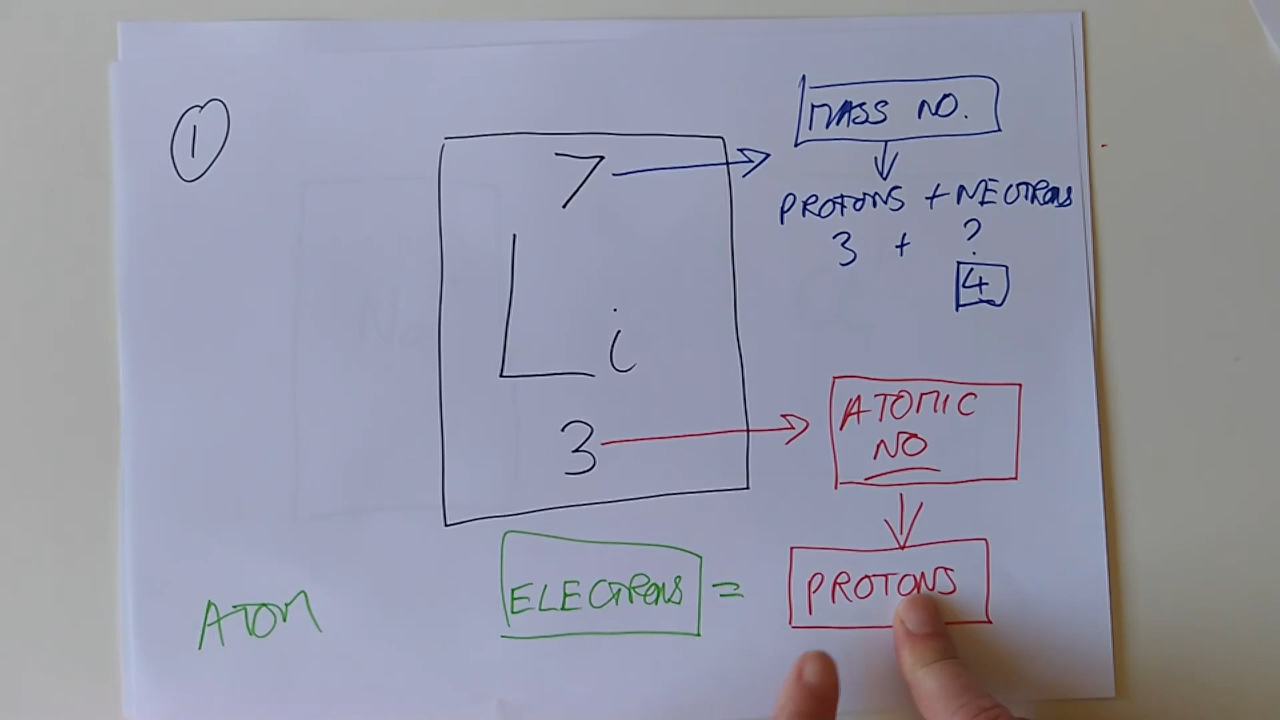 1
7
MASS NO.
PROTONS + NEUTRONS
3 + ?
4
Li
3
ATOMIC
NO
ELECTRONS = PROTONS
ATOM